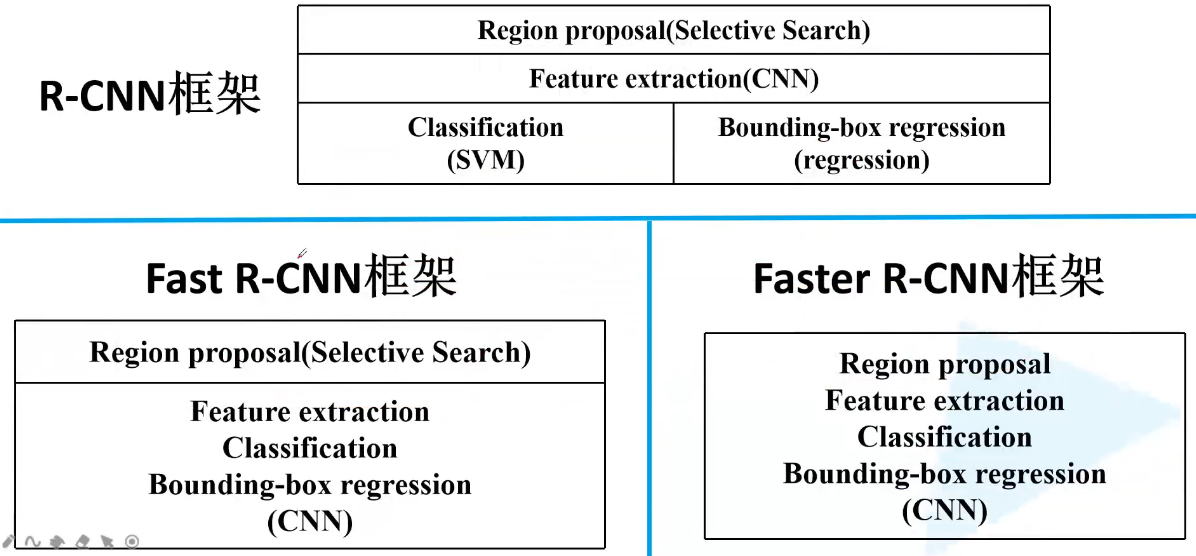 R-CNN框架
Region proposal(Selective Search)
Feature extraction(CNN)
Classification
(SVM)
Bounding-box regression
(regression)
Fast R-CNN框架
Region proposal(Selective Search)
Feature extraction
Classification
Bounding-box regression
(CNN)
Faster R-CNN框架
Region proposal
Feature extraction
Classification
Bounding-box regression
(CNN)